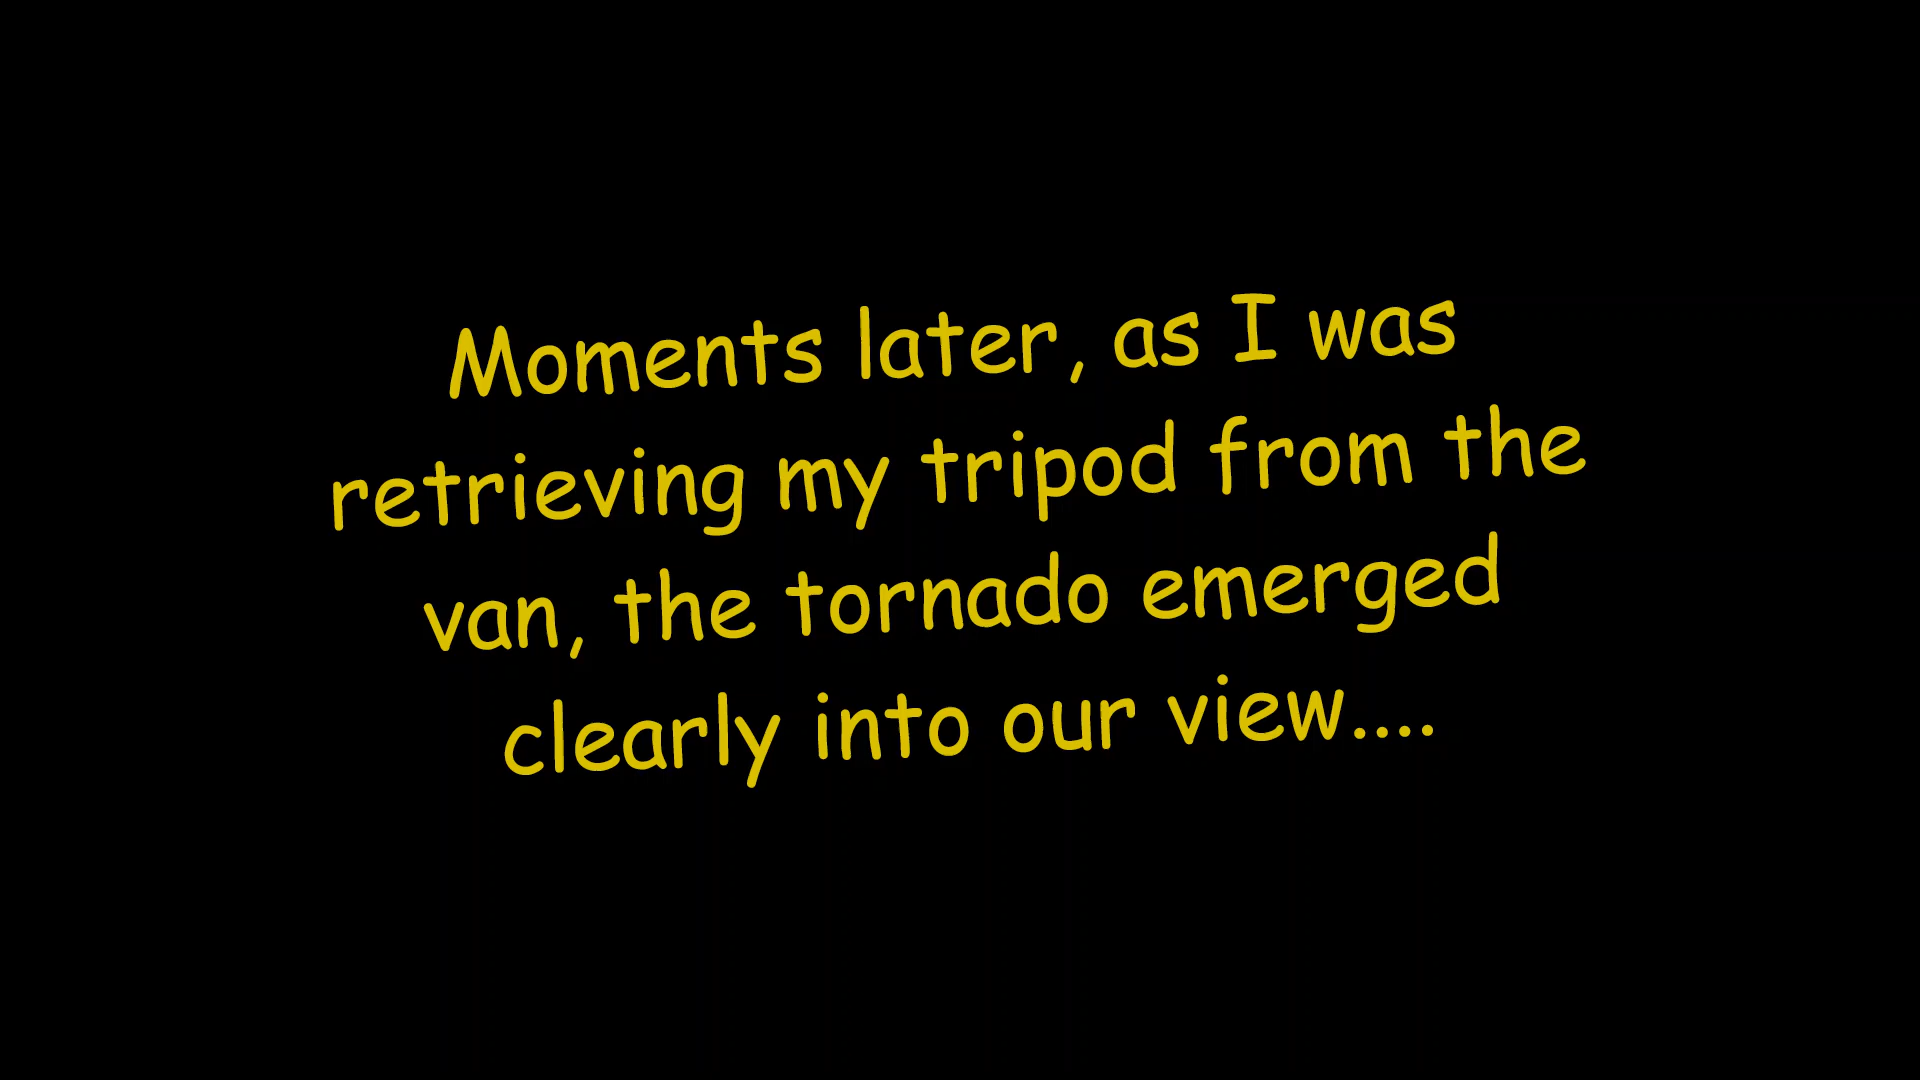 Moments later, as I was
retrieving my tripod from the
van, the tornado emerged
clearly into our view....